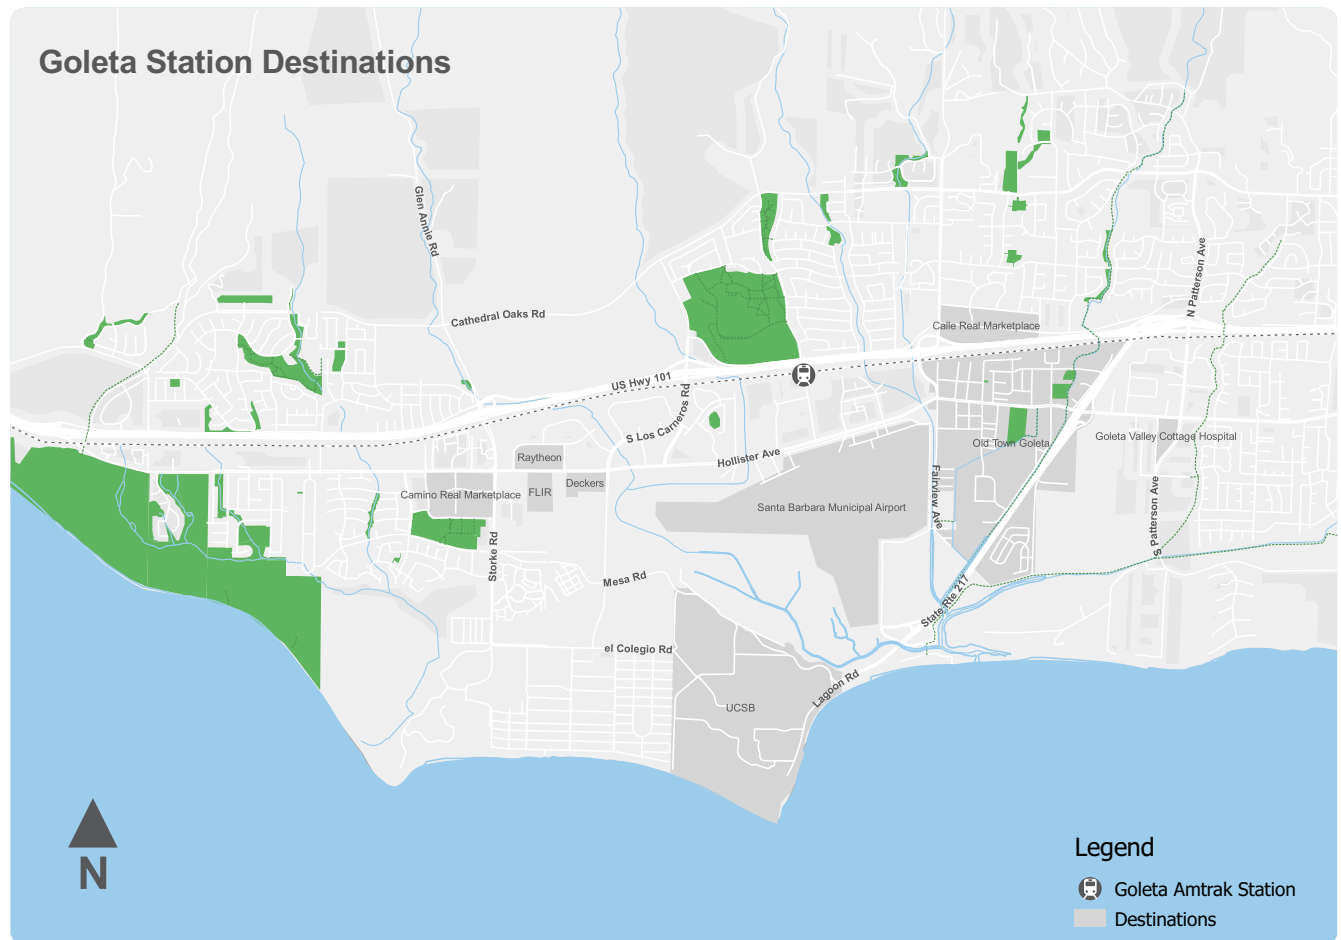 Goleta Station Destinations
Glen Annie Rd
N Patterson Ave
Cathedral Oaks Rd
Calle Real Marketplace
US Hwy 101
S Los Carneros Rd
Old Town Goleta
Goleta Valley Cottage Hospital
Raytheon
Hollister Ave
Deckers
Camino Real Marketplace
FLIR
Fairview Ave
Santa Barbara Municipal Airport
S Patterson Ave
Storke Rd
Mesa Rd
State Rte 217
el Colegio Rd
Lagoon Rd
UCSB
N
Legend
Goleta Amtrak Station
Destinations